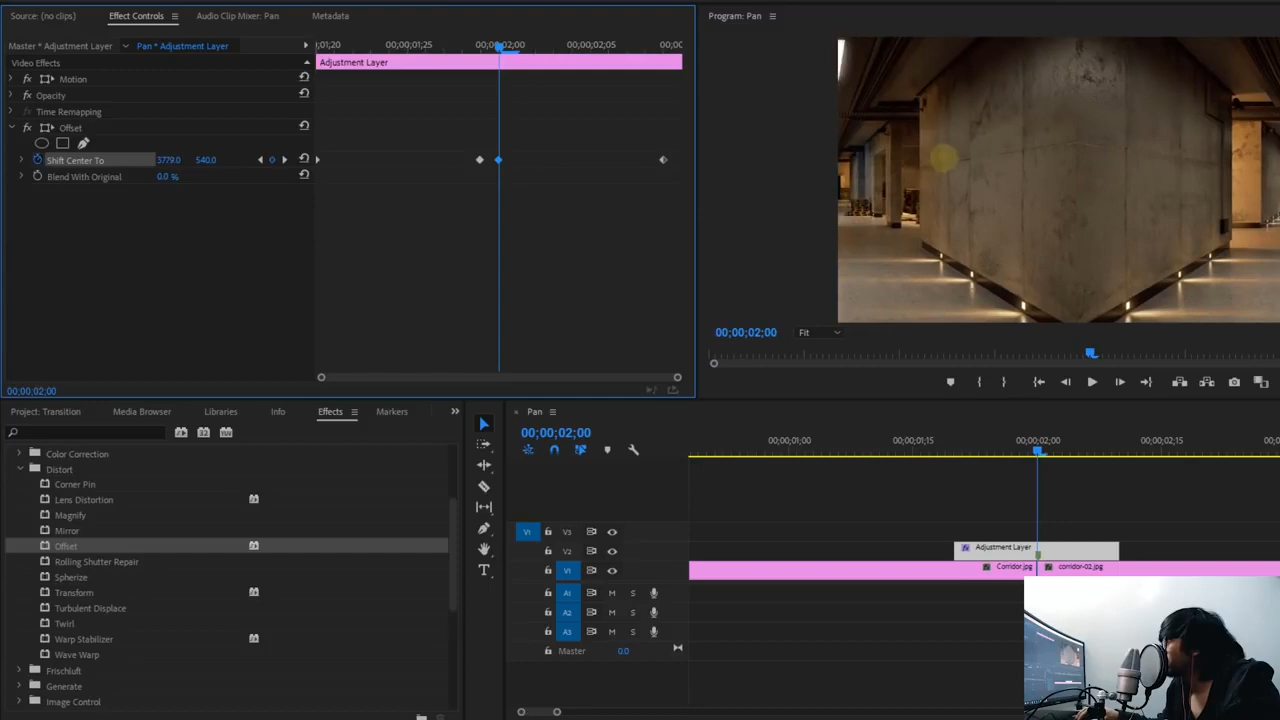 Source: (no clips)
Effect Controls
Audio Clip Mixer: Pan
Metadata
Program: Pan
Master * Adjustment Layer
Pan * Adjustment Layer
;01;20
00;00;01;25
00;00;02;00
00;00;02;05
00;0(
Video Effects
Adjustment Layer
fx Motion
fx Opacity
fx Time Remapping
fx Offset
Shift Center To
3779.0
540.0
Blend With Original
0.0 %
00;00;02;00
00;00;02;00
Fit
Project: Transition
Media Browser
Libraries
Info
Effects
Markers
Pan
00;00;02;00
00;00;01;00
00;00;01;15
00;00;02;00
00;00;02;15
Color Correction
Distort
Corner Pin
Lens Distortion
Magnify
Mirror
Offset
Rolling Shutter Repair
Spherize
Transform
Turbulent Displace
Twirl
Warp Stabilizer
Wave Warp
Frischluft
Generate
Image Control
V1 V3
V2 Adjustment Layer
V1 Corridor.jpg corridor-02.jpg
A1 M S
A2 M S
A3 M S
Master 0.0